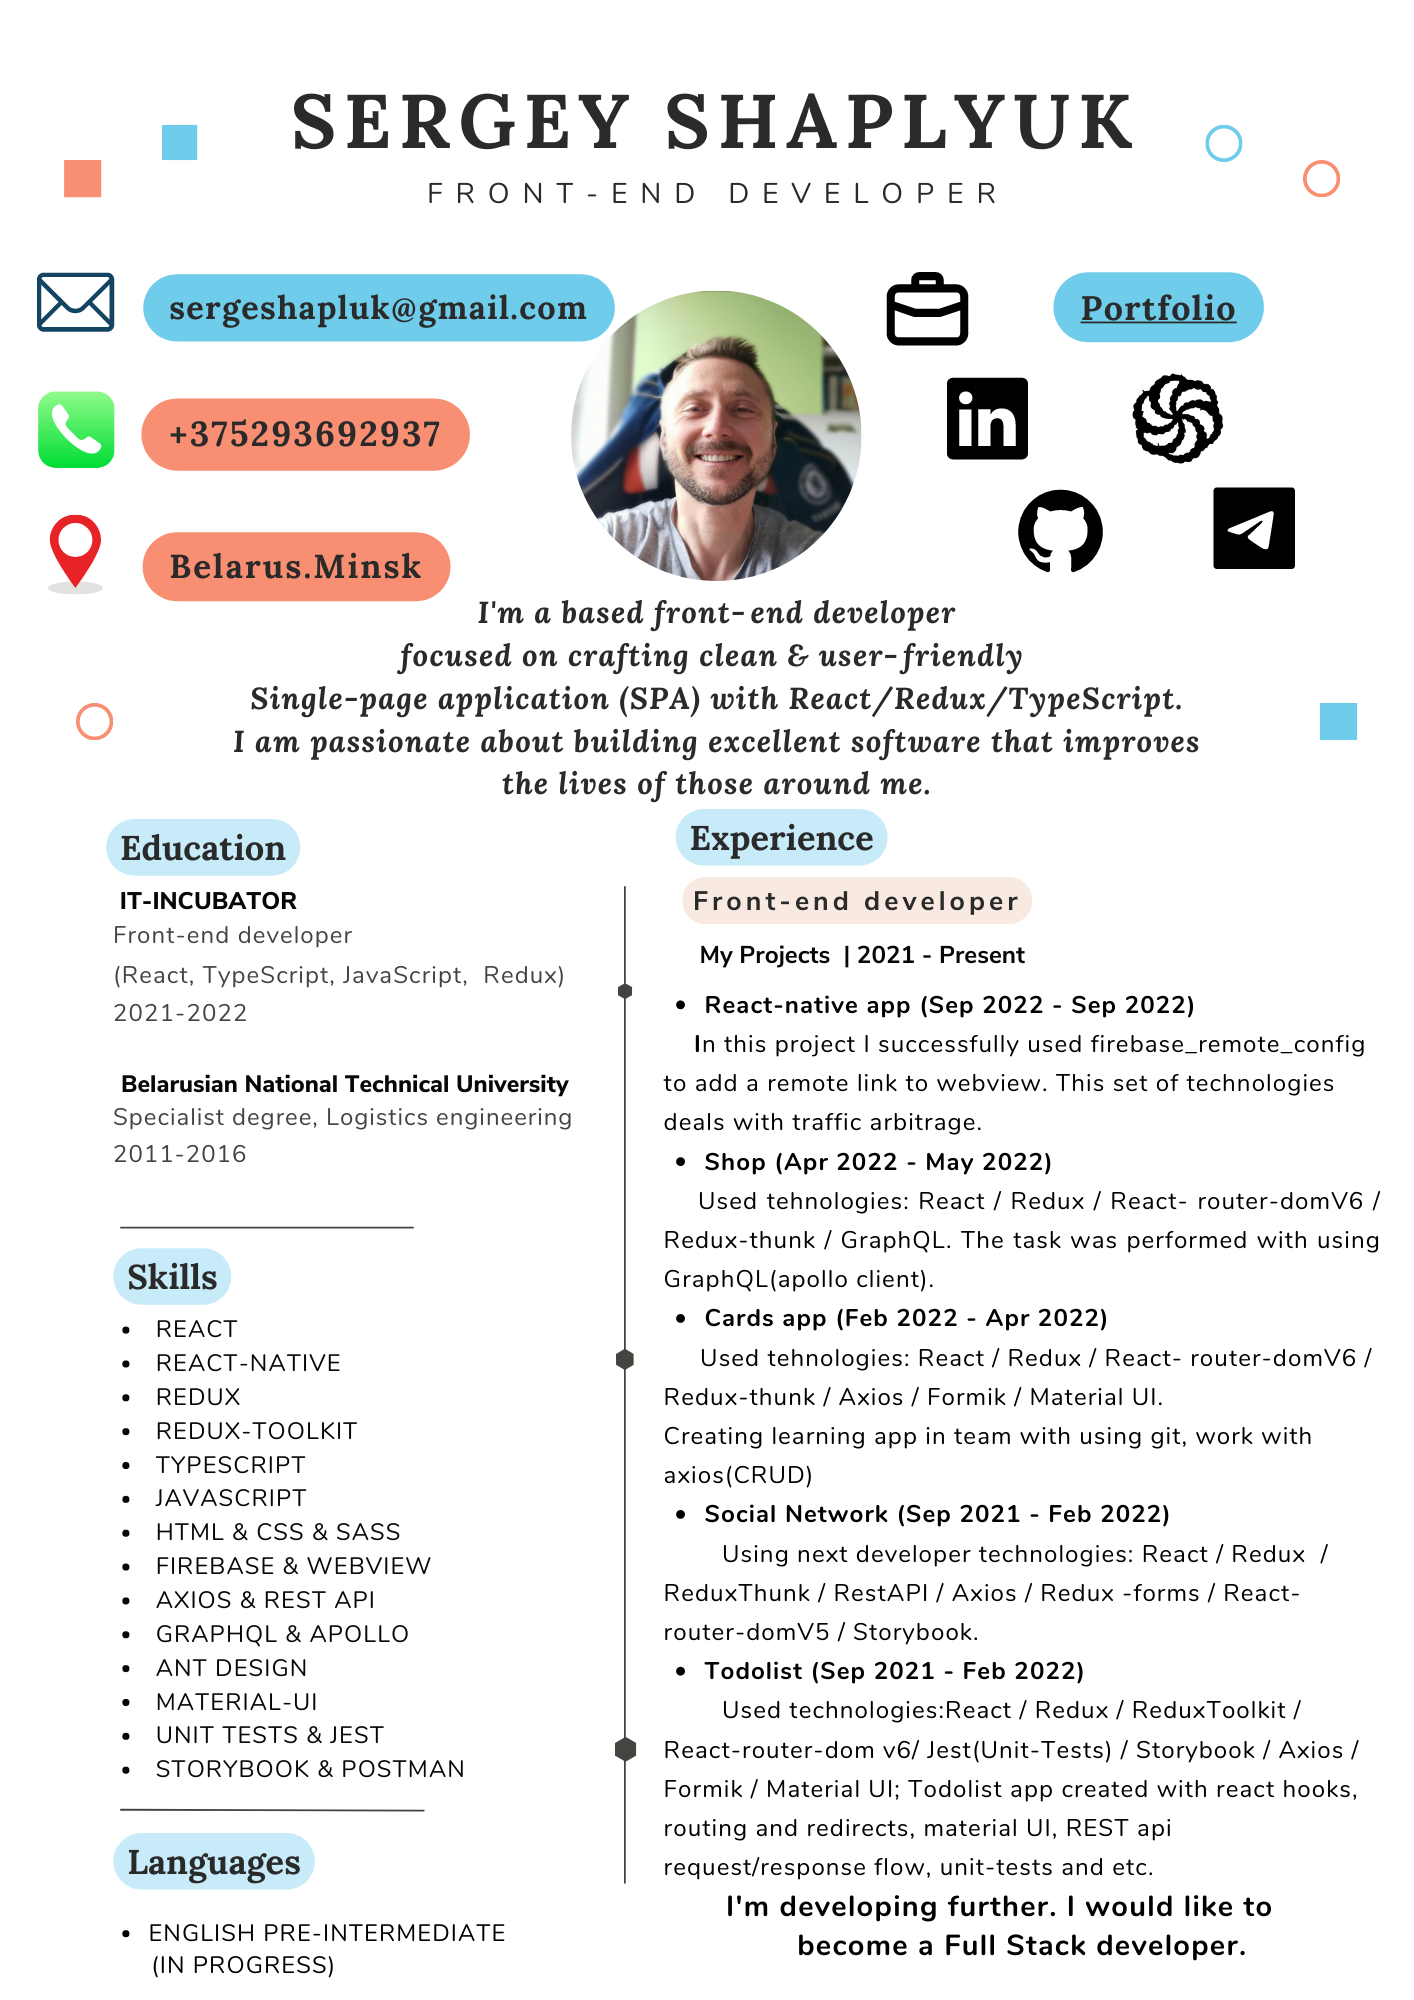 SERGEY SHAPLYUK
FRONT-END DEVELOPER
sergeshapluk@gmail.com
+375293692937
Belarus.Minsk
Portfolio
in
I'm a based front-end developer
focused on crafting clean & user-friendly
Single-page application (SPA) with React/Redux/TypeScript.
I am passionate about building excellent software that improves
the lives of those around me.
Education
IT-INCUBATOR
Front-end developer
(React, TypeScript, JavaScript, Redux)
2021-2022
Belarusian National Technical University
Specialist degree, Logistics engineering
2011-2016
Skills
• REACT
• REACT-NATIVE
• REDUX
• REDUX-TOOLKIT
• TYPESCRIPT
• JAVASCRIPT
• HTML & CSS & SASS
• FIREBASE & WEBVIEW
• AXIOS & REST API
• GRAPHQL & APOLLO
• ANT DESIGN
• MATERIAL-UI
• UNIT TESTS & JEST
• STORYBOOK & POSTMAN
Languages
• ENGLISH PRE-INTERMEDIATE
(IN PROGRESS)
Experience
Front-end developer
My Projects | 2021 - Present
• React-native app (Sep 2022 - Sep 2022)
In this project I successfully used firebase_remote_config
to add a remote link to webview. This set of technologies
deals with traffic arbitrage.
• Shop (Apr 2022 - May 2022)
Used tehnologies: React / Redux / React- router-domV6 /
Redux-thunk / GraphQL. The task was performed with using
GraphQL(apollo client).
• Cards app (Feb 2022 - Apr 2022)
Used tehnologies: React / Redux / React- router-domV6 /
Redux-thunk / Axios / Formik / Material UI.
Creating learning app in team with using git, work with
axios(CRUD)
• Social Network (Sep 2021 - Feb 2022)
Using next developer technologies: React / Redux /
ReduxThunk / RestAPI / Axios / Redux -forms / React-
router-domV5 / Storybook.
• Todolist (Sep 2021 - Feb 2022)
Used technologies:React / Redux / ReduxToolkit /
React-router-dom v6/ Jest(Unit-Tests) / Storybook / Axios /
Formik / Material UI; Todolist app created with react hooks,
routing and redirects, material UI, REST api
request/response flow, unit-tests and etc.
I'm developing further. I would like to
become a Full Stack developer.